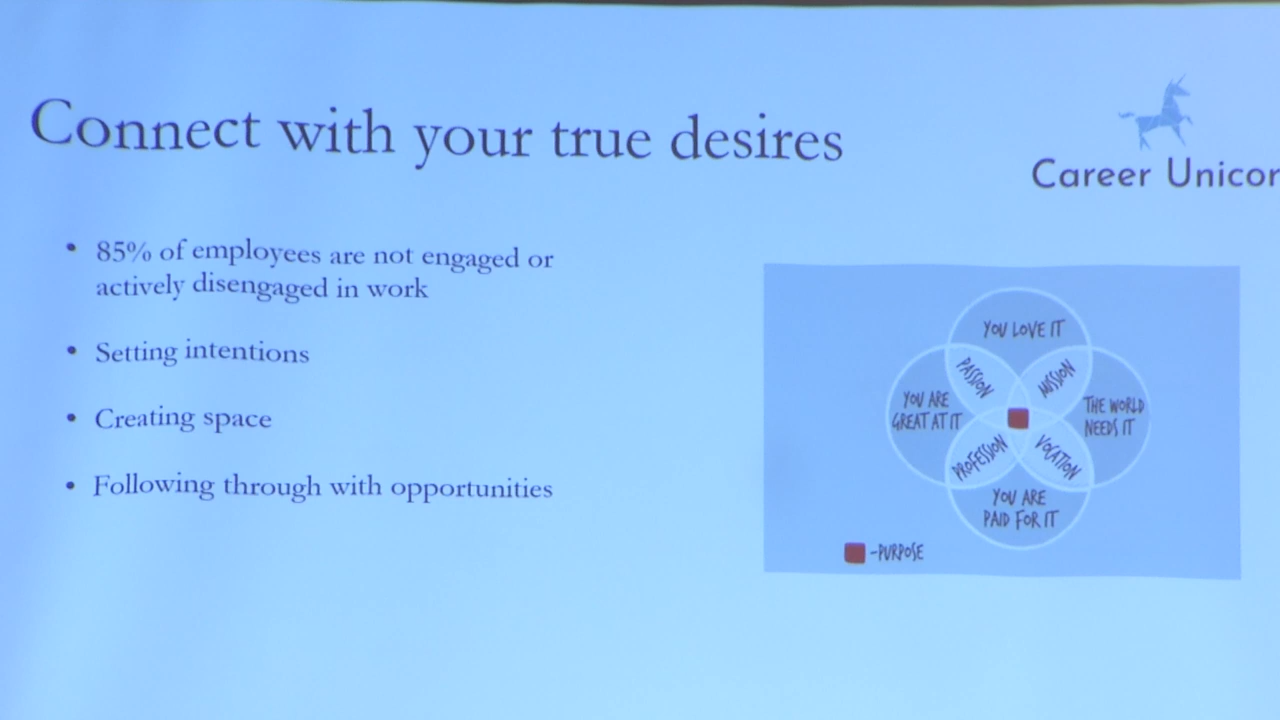 Connect with your true desires
Career Unicor
85% of employees are not engaged or
actively disengaged in work
Setting intentions
Creating space
Following through with opportunities
YOU LOVE IT
PASSION
MISSION
YOU ARE
GREAT AT IT
THE WORLD
NEEDS IT
PROFESSION
VOCATION
YOU ARE
PAID FOR IT
-PURPOSE